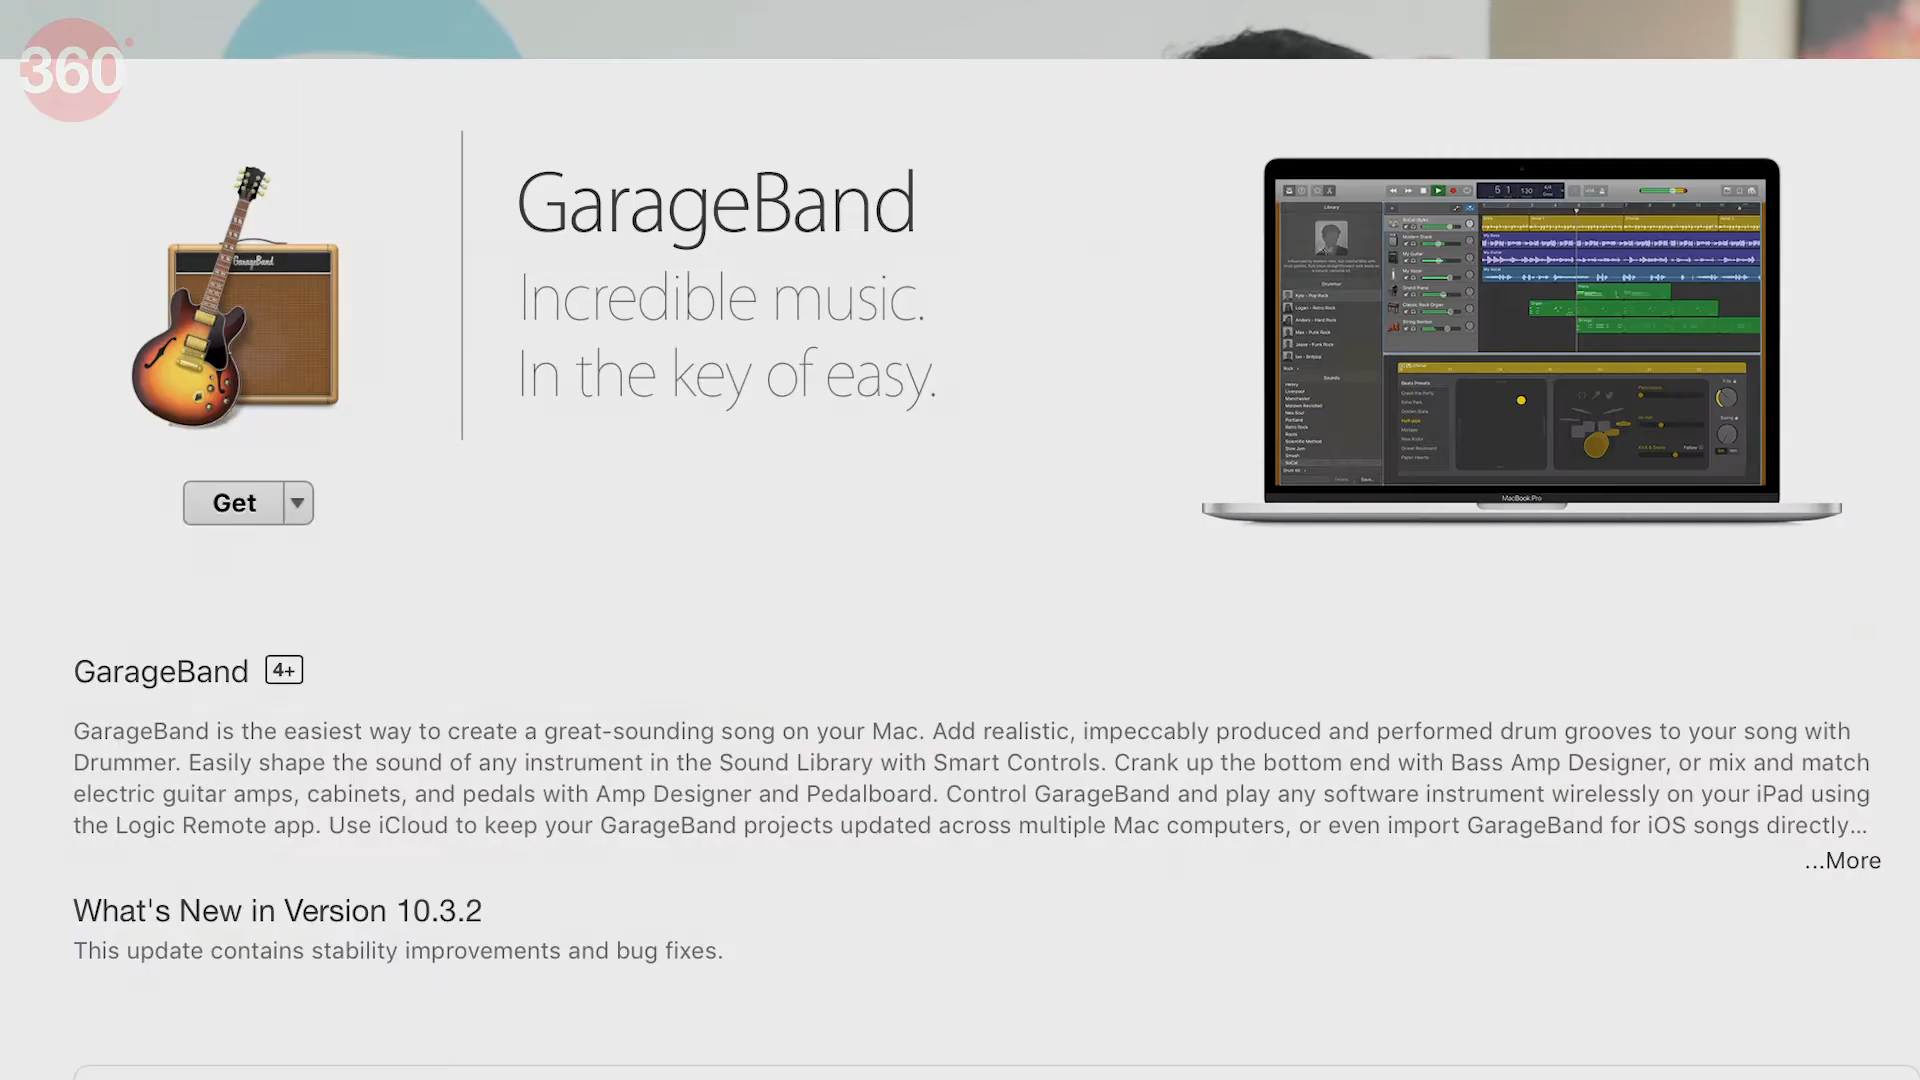 360
GarageBand
Incredible music.
In the key of easy.
GarageBand
Get
MacBook Pro
GarageBand 4+
GarageBand is the easiest way to create a great-sounding song on your Mac. Add realistic, impeccably produced and performed drum grooves to your song with
Drummer. Easily shape the sound of any instrument in the Sound Library with Smart Controls. Crank up the bottom end with Bass Amp Designer, or mix and match
electric guitar amps, cabinets, and pedals with Amp Designer and Pedalboard. Control GarageBand and play any software instrument wirelessly on your iPad using
the Logic Remote app. Use iCloud to keep your GarageBand projects updated across multiple Mac computers, or even import GarageBand for iOS songs directly...
...More
What's New in Version 10.3.2
This update contains stability improvements and bug fixes.